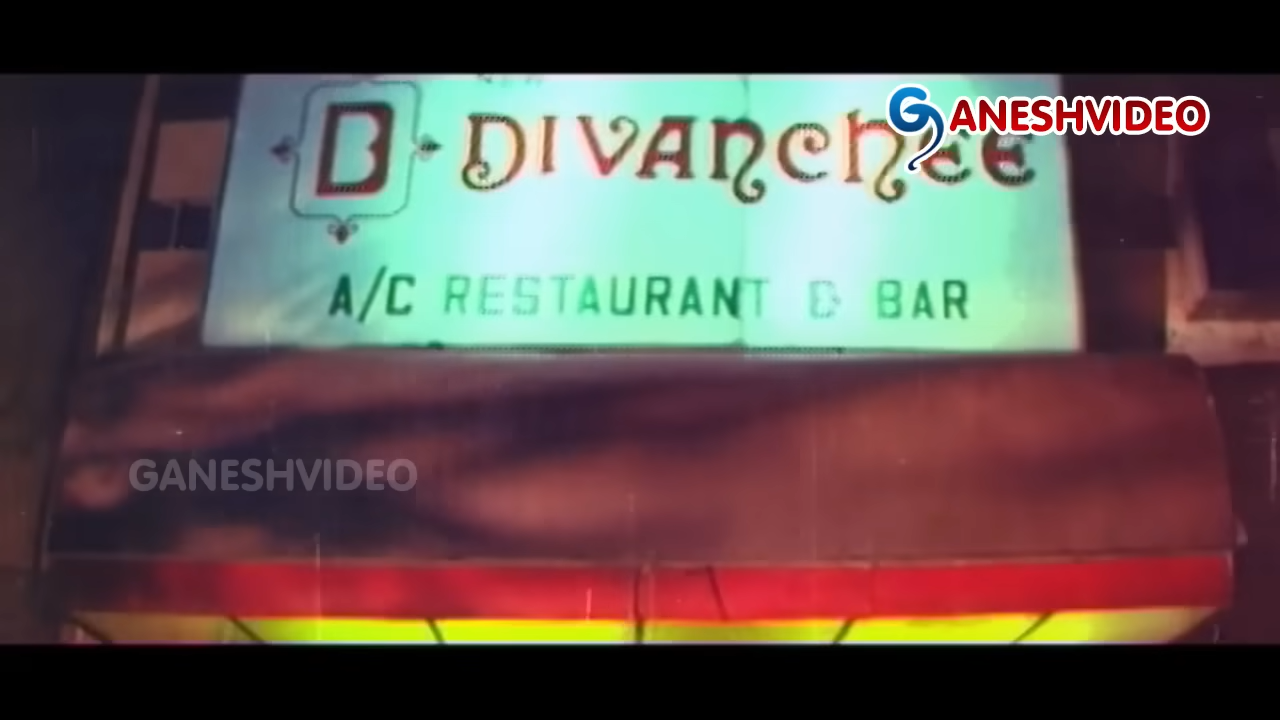 D DIVANCHEE
GANESHVIDEO
A/C RESTAURANT & BAR
GANESHVIDEO